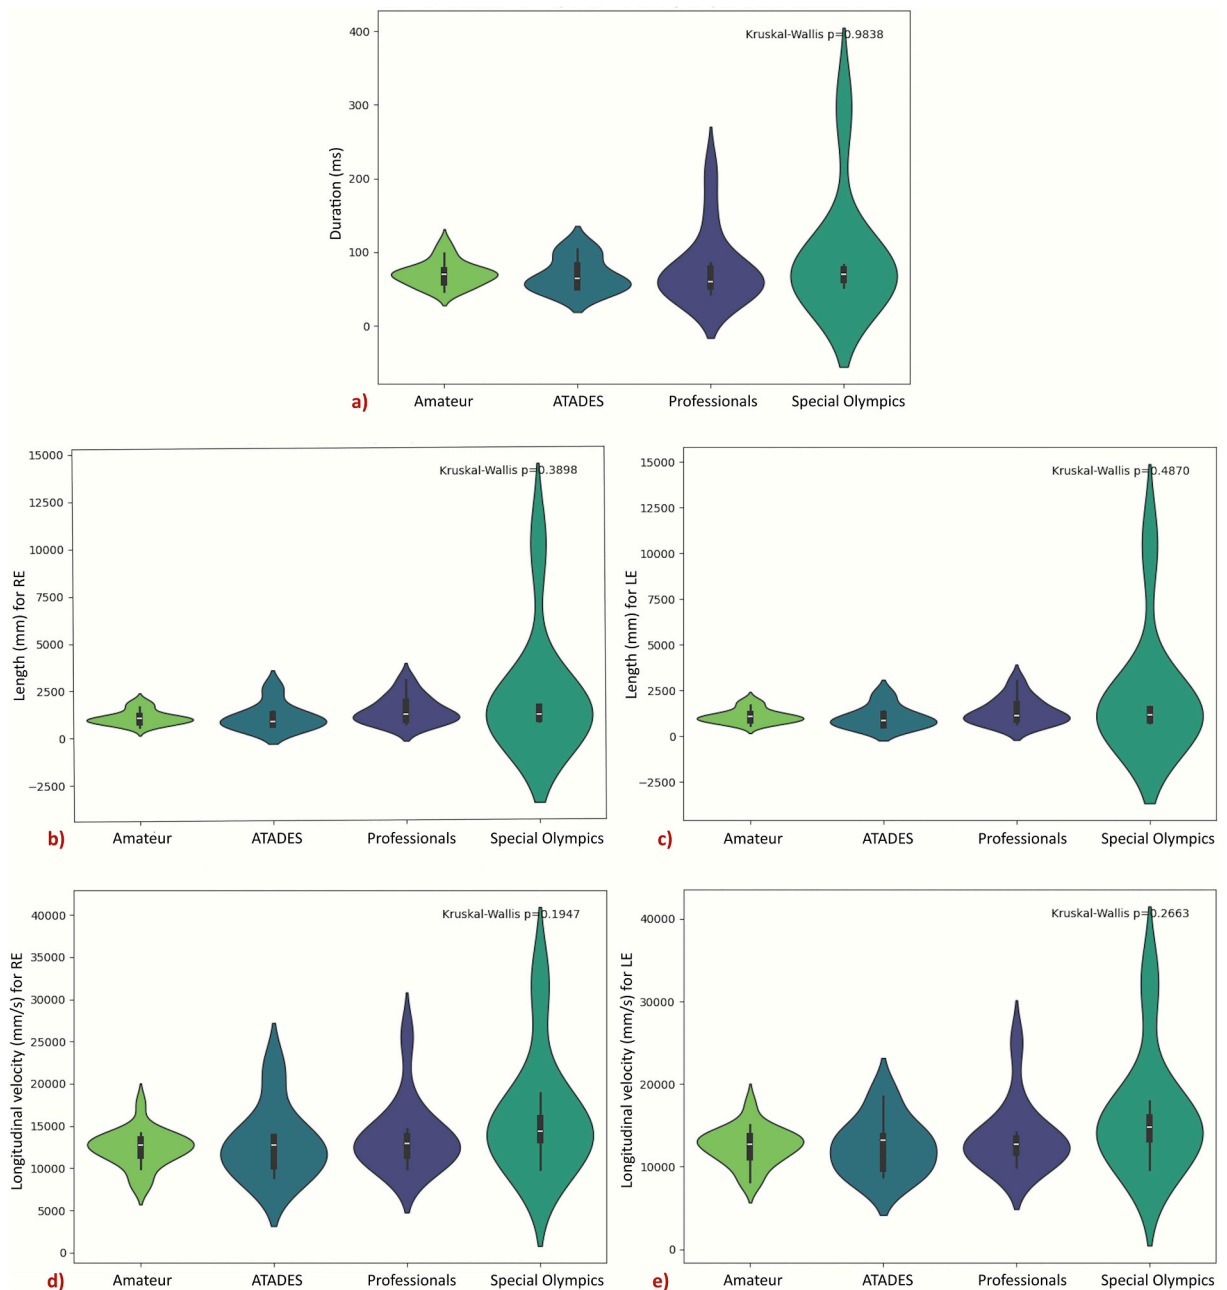 Kruskal-Wallis p=0.9838
400
300
200
100
0
Duration (ms)
a)
Amateur
ATADES
Professionals
Special Olympics
Kruskal-Wallis p=0.3898
15000
12500
10000
7500
5000
2500
0
−2500
Length (mm) for RE
b)
Amateur
ATADES
Professionals
Special Olympics
Kruskal-Wallis p=0.4870
15000
12500
10000
7500
5000
2500
0
−2500
Length (mm) for LE
c)
Amateur
ATADES
Professionals
Special Olympics
Kruskal-Wallis p=0.1947
40000
35000
30000
25000
20000
15000
10000
5000
0
Longitudinal velocity (mm/s) for RE
d)
Amateur
ATADES
Professionals
Special Olympics
Kruskal-Wallis p=0.2663
40000
30000
20000
10000
0
Longitudinal velocity (mm/s) for LE
e)
Amateur
ATADES
Professionals
Special Olympics